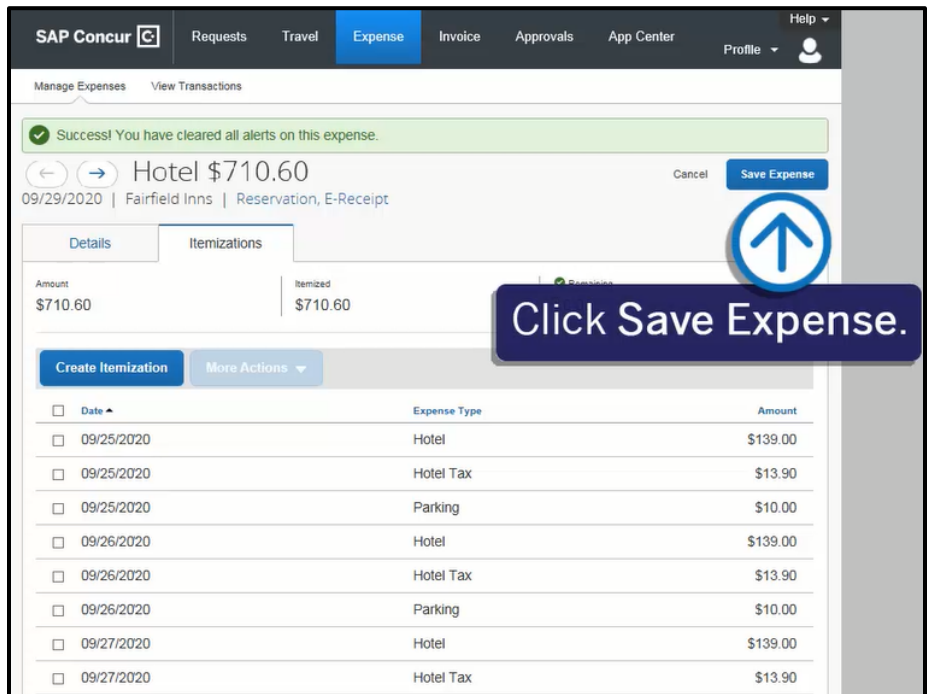 Help
SAP Concur C. Requests Travel Expense Invoice Approvals App Center
Profile
Manage Expenses View Transactions
Success! You have cleared all alerts on this expense.
Hotel $710.60
Cancel Save Expense
09/29/2020 | Fairfield Inns | Reservation, E-Receipt
Details Itemizations
Amount Itemized Remaining
$710.60 $710.60
Click Save Expense.
Create Itemization More Actions
Date Expense Type Amount
09/25/2020 Hotel $139.00
09/25/2020 Hotel Tax $13.90
09/25/2020 Parking $10.00
09/26/2020 Hotel $139.00
09/26/2020 Hotel Tax $13.90
09/26/2020 Parking $10.00
09/27/2020 Hotel $139.00
09/27/2020 Hotel Tax $13.90